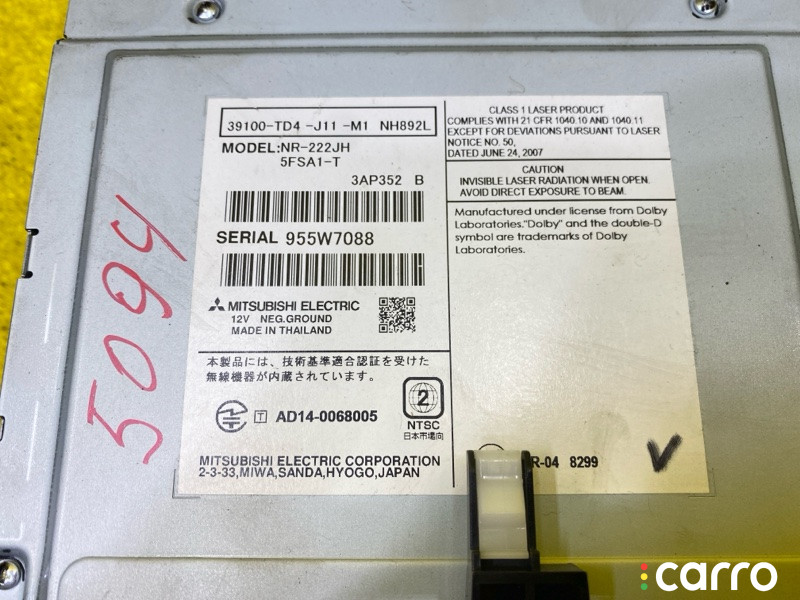 39100-TD4 -J11 -M1 NH892L
MODEL:NR-222JH
5FSA1-T
3AP352 B
SERIAL 955W7088
MITSUBISHI ELECTRIC
12V NEG.GROUND
MADE IN THAILAND
本製品には、技術基準適合認証を受けた
無線機器が内蔵されています。
T AD14-0068005
2
NTSC
日本市場向
MITSUBISHI ELECTRIC CORPORATION
2-3-33,MIWA,SANDA,HYOGO,JAPAN
CLASS 1 LASER PRODUCT
COMPLIES WITH 21 CFR 1040.10 AND 1040.11
EXCEPT FOR DEVIATIONS PURSUANT TO LASER
NOTICE NO. 50,
DATED JUNE 24, 2007
CAUTION
INVISIBLE LASER RADIATION WHEN OPEN.
AVOID DIRECT EXPOSURE TO BEAM.
Manufactured under license from Dolby
Laboratories."Dolby" and the double-D
symbol are trademarks of Dolby
Laboratories.
R-04 8299
5094
carro